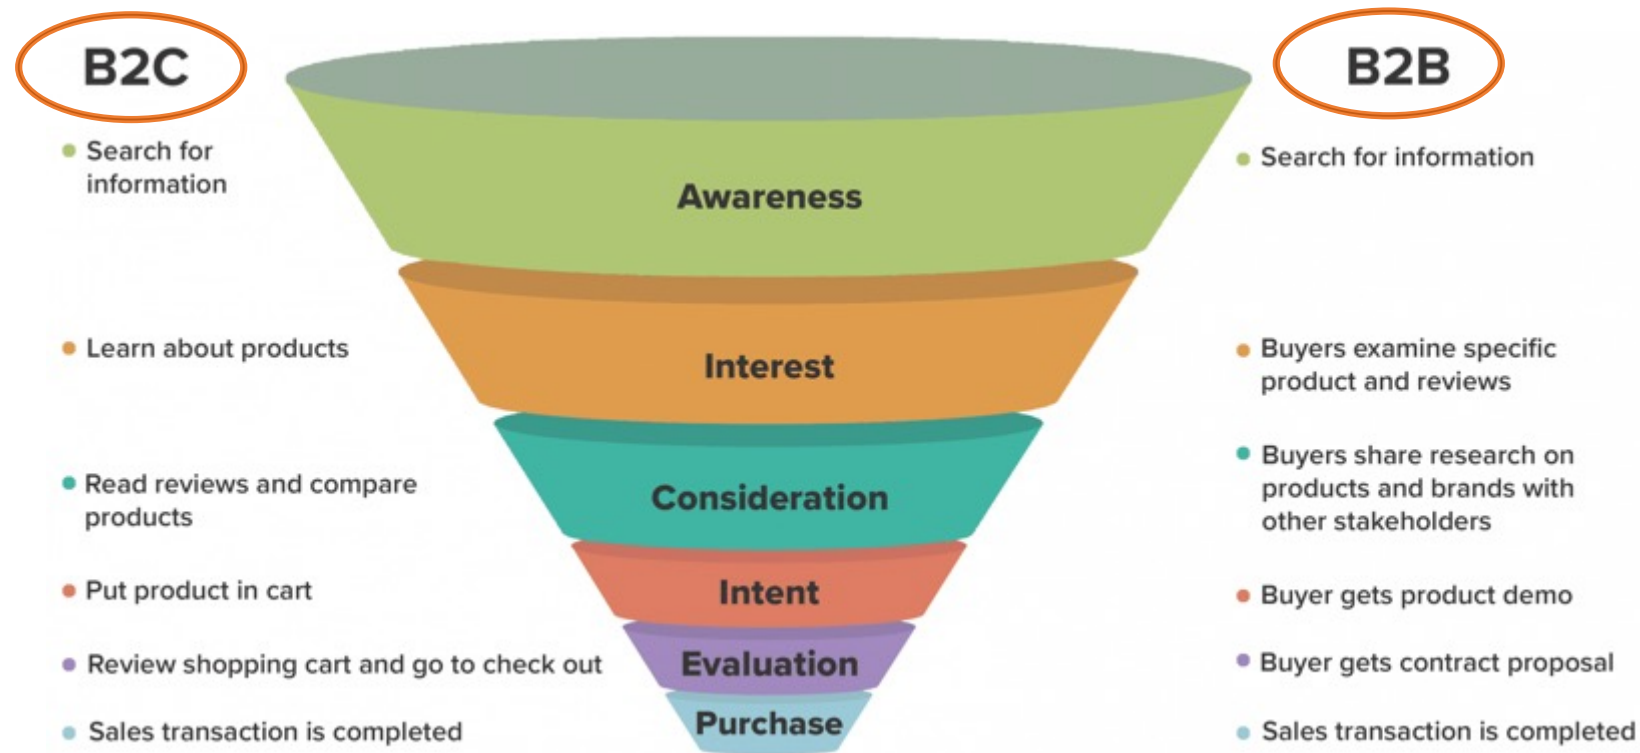 B2C
B2B
Search for
information
Awareness
Search for information
Learn about products
Interest
Buyers examine specific
product and reviews
Read reviews and compare
products
Consideration
Buyers share research on
products and brands with
other stakeholders
Put product in cart
Intent
Buyer gets product demo
Review shopping cart and go to check out
Evaluation
Buyer gets contract proposal
Sales transaction is completed
Purchase
Sales transaction is completed